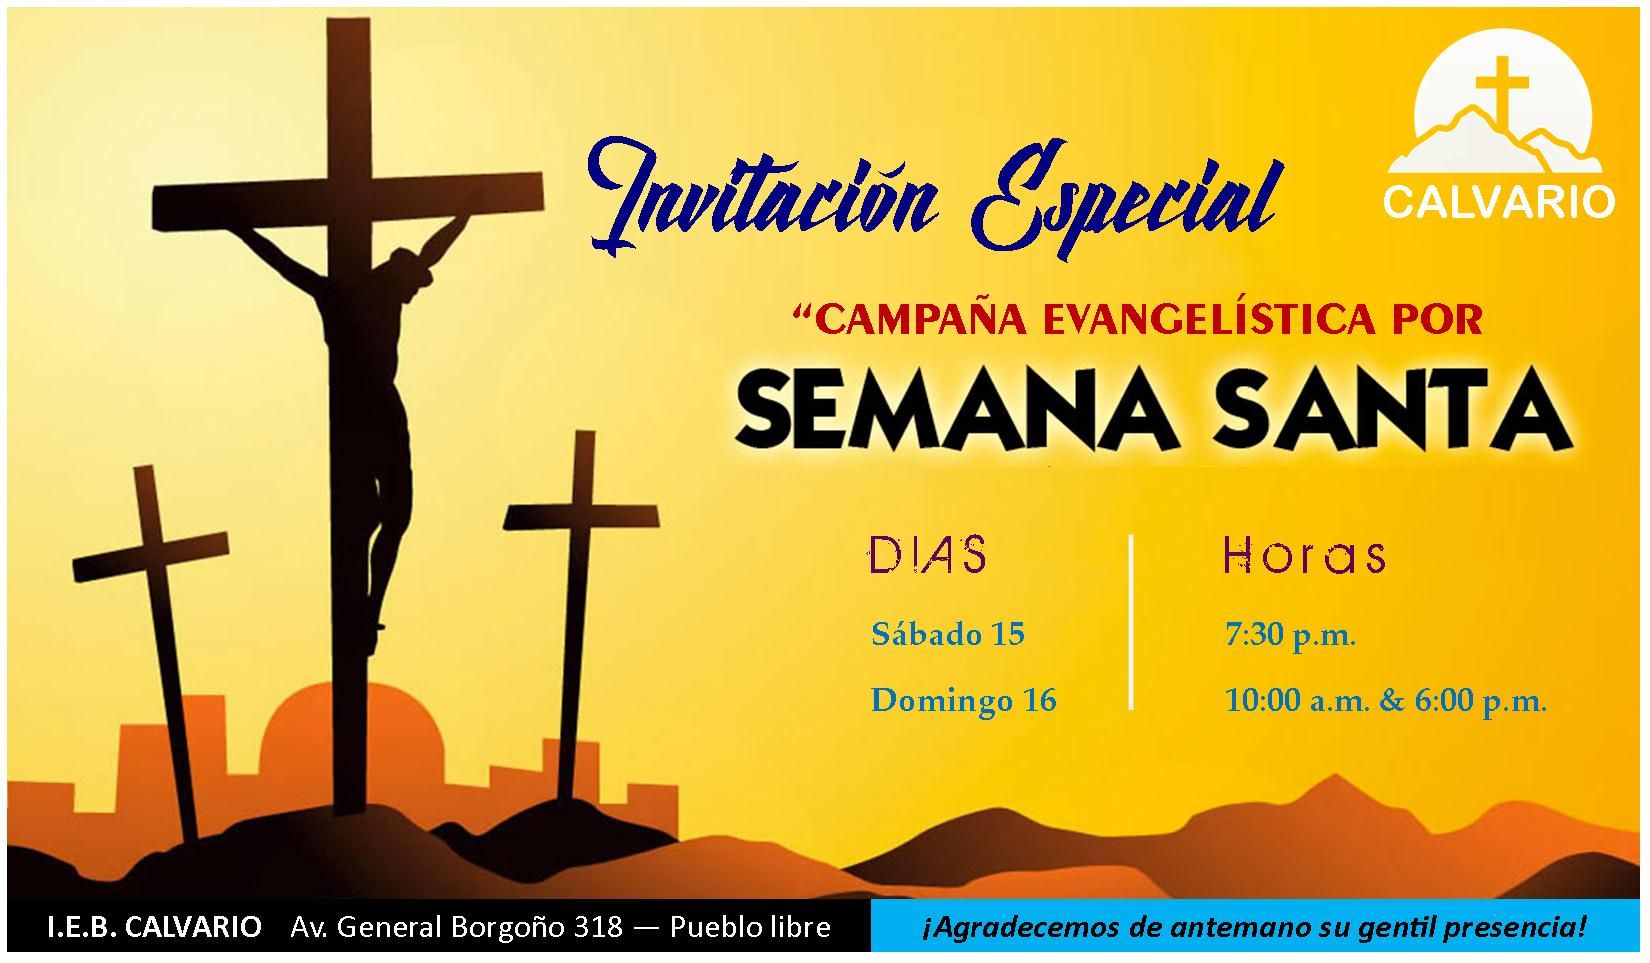 CALVARIO
Invitación Especial
“CAMPAÑA EVANGELÍSTICA POR
SEMANA SANTA
DIAS
Horas
Sábado 15
7:30 p.m.
Domingo 16
10:00 a.m. & 6:00 p.m.
I.E.B. CALVARIO Av. General Borgoño 318 — Pueblo libre
¡Agradecemos de antemano su gentil presencia!